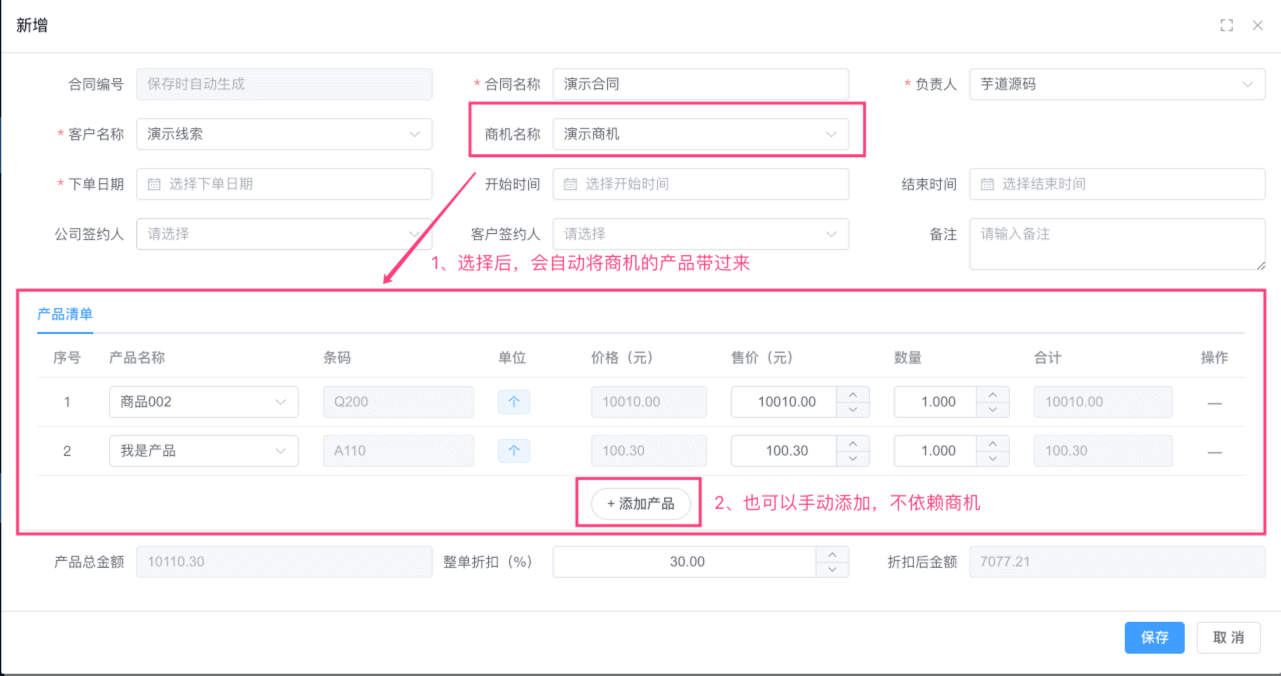 新增
合同编号 保存时自动生成 * 合同名称 演示合同 * 负责人 芋道源码
* 客户名称 演示线索 商机名称 演示商机
* 下单日期 选择下单日期 开始时间 选择开始时间 结束时间 选择结束时间
公司签约人 请选择 客户签约人 请选择 备注 请输入备注
1、选择后，会自动将商机的产品带过来
产品清单
序号 产品名称 条码 单位 价格（元） 售价（元） 数量 合计 操作
1 商品002 Q200 个 10010.00 10010.00 1.000 10010.00 —
2 我是产品 A110 个 100.30 100.30 1.000 100.30 —
+ 添加产品 2、也可以手动添加，不依赖商机
产品总金额 10110.30 整单折扣（%） 30.00 折扣后金额 7077.21
保存 取消